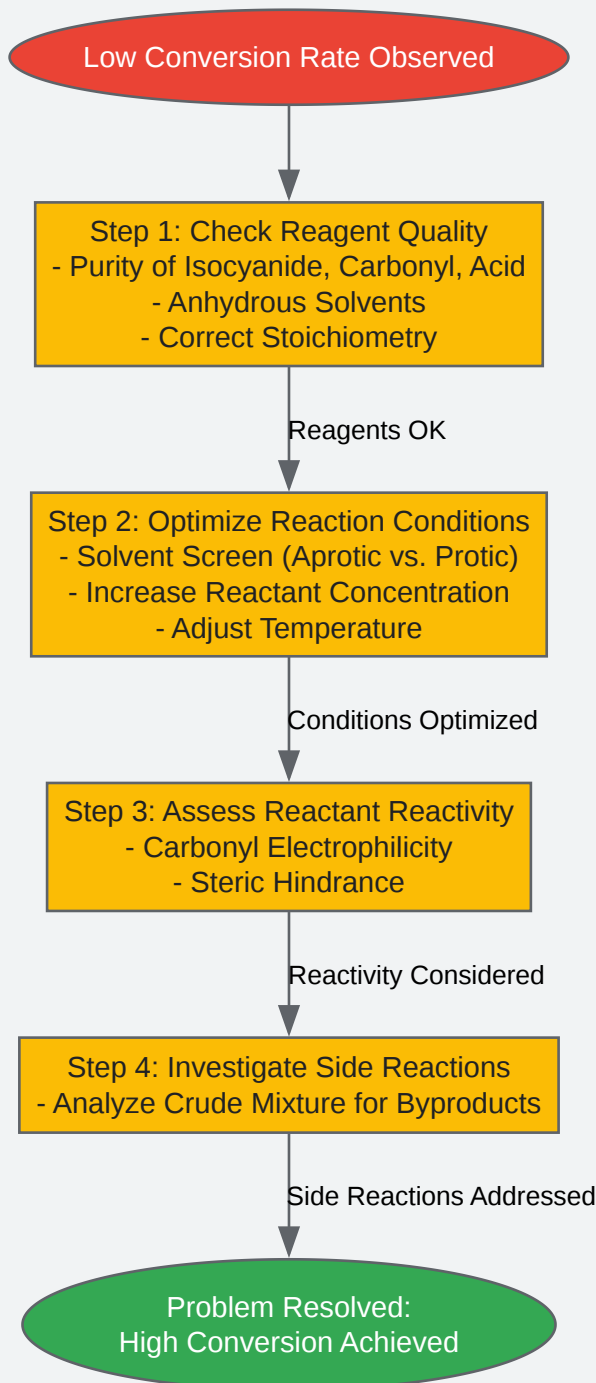 Low Conversion Rate Observed
Step 1: Check Reagent Quality
- Purity of Isocyanide, Carbonyl, Acid
- Anhydrous Solvents
- Correct Stoichiometry
Reagents OK
Step 2: Optimize Reaction Conditions
- Solvent Screen (Aprotic vs. Protic)
- Increase Reactant Concentration
- Adjust Temperature
Conditions Optimized
Step 3: Assess Reactant Reactivity
- Carbonyl Electrophilicity
- Steric Hindrance
Reactivity Considered
Step 4: Investigate Side Reactions
- Analyze Crude Mixture for Byproducts
Side Reactions Addressed
Problem Resolved:
High Conversion Achieved